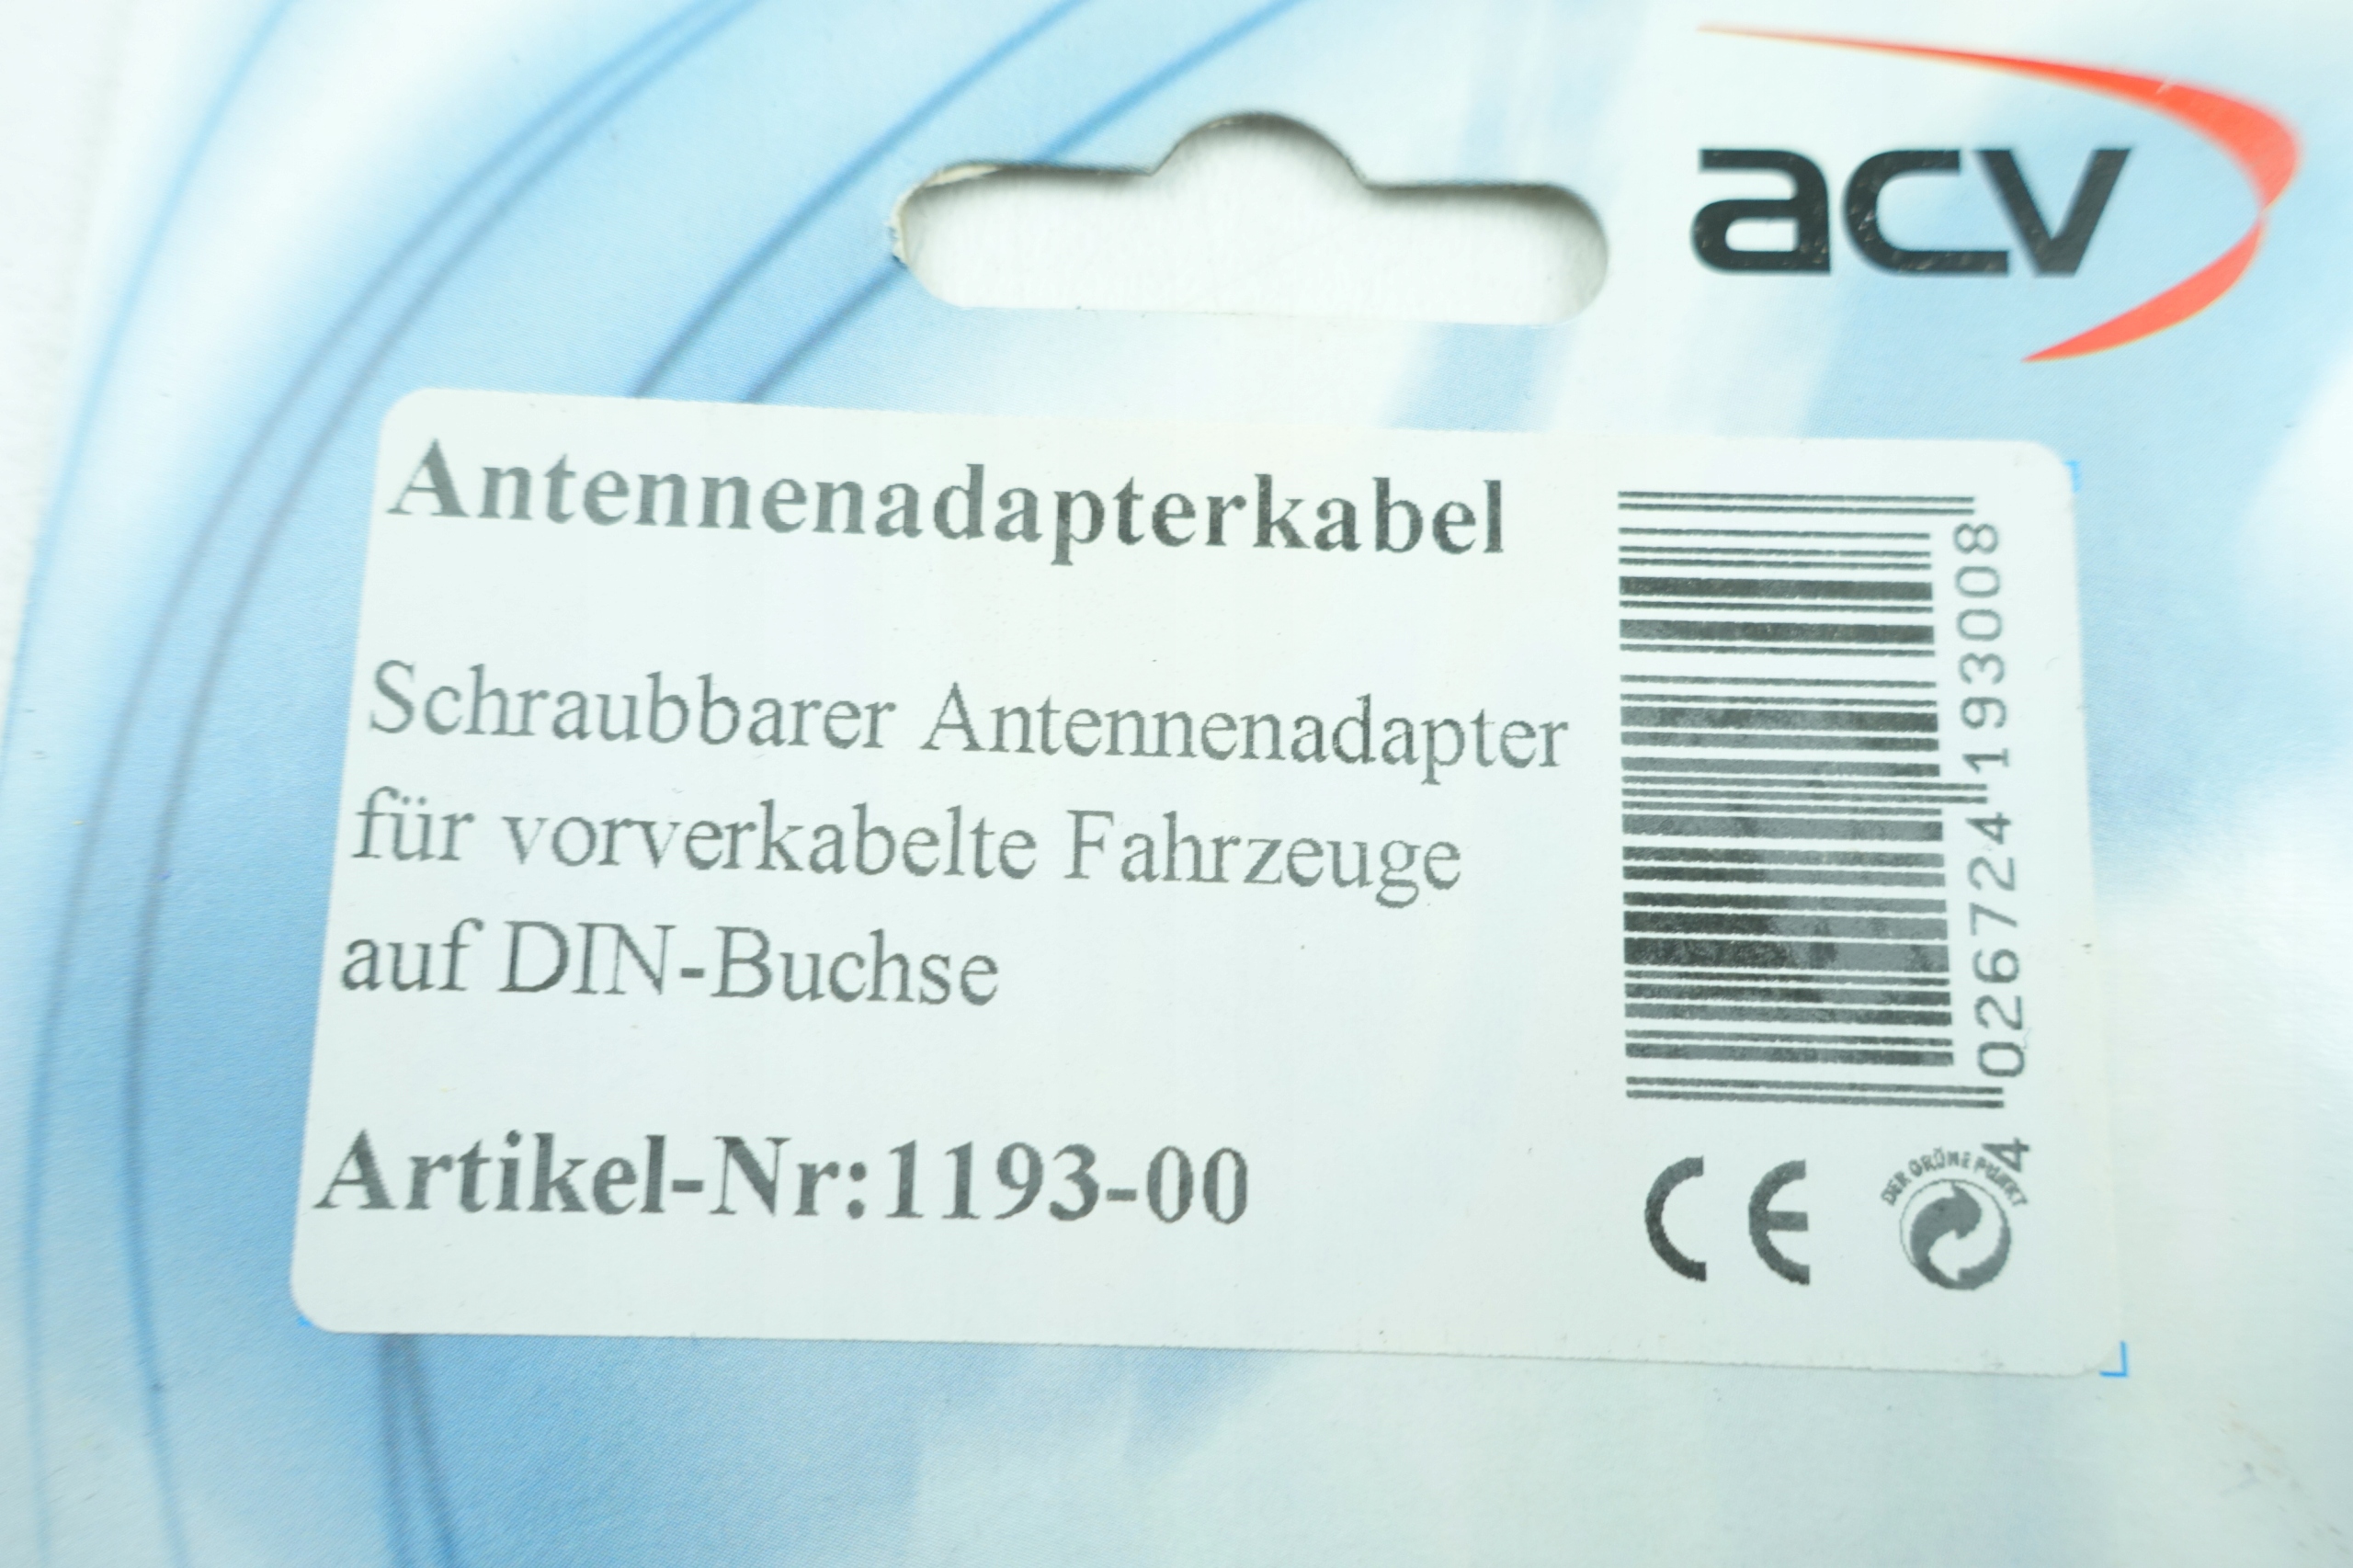 acv
Antennenadapterkabel
Schraubbarer Antennenadapter
für vorverkabelte Fahrzeuge
auf DIN-Buchse
Artikel-Nr:1193-00
4 026724 193008
CE
DER GRÜNE PUNKT